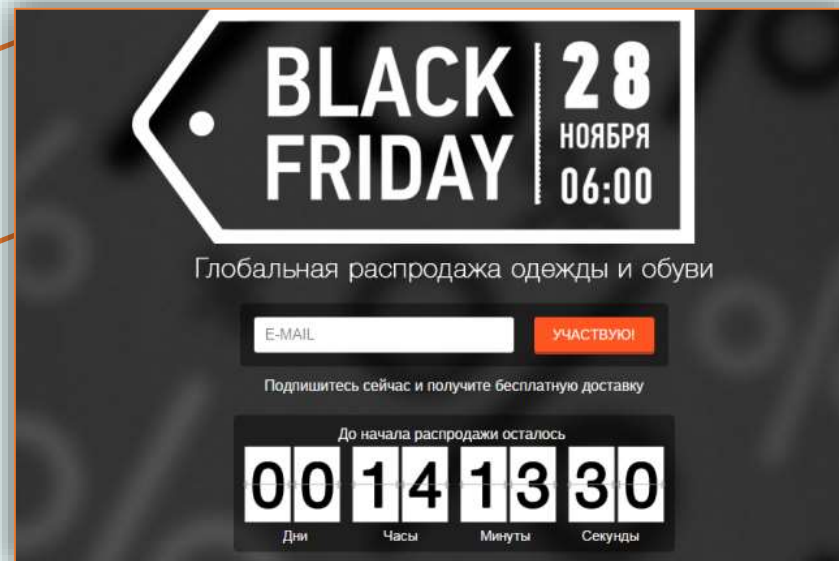 BLACK
FRIDAY
28
НОЯБРЯ
06:00
Глобальная распродажа одежды и обуви
E-MAIL
УЧАСТВУЮ!
Подпишитесь сейчас и получите бесплатную доставку
До начала распродажи осталось
00 14 13 30
Дни Часы Минуты Секунды